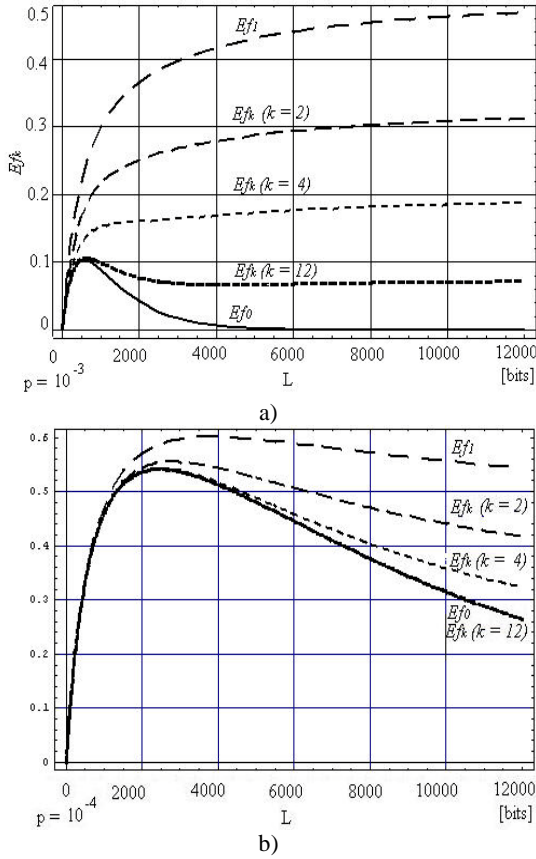 0.5
Ef1
0.4
Efk
0.3
Efk (k = 2)
0.2
Efk (k = 4)
0.1
Efk (k = 12)
Ef0
0
0 2000 4000 6000 8000 10000 12000
p = 10^-3 L [bits]
a)
0.6
Ef1
0.5
Efk (k = 2)
0.4
Efk (k = 4)
0.3
Ef0
Efk (k = 12)
0.2
0.1
0
0 2000 4000 6000 8000 10000 12000
p = 10^-4 L [bits]
b)